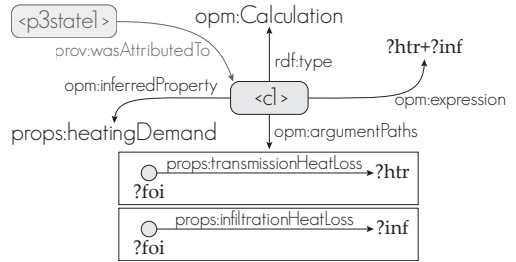 <p3state1>
opm:Calculation
prov:wasAttributedTo
rdf:type
?htr+?inf
opm:inferredProperty
<c1>
opm:expression
props:heatingDemand
opm:argumentPaths
props:transmissionHeatLoss
?htr
?foi
props:infiltrationHeatLoss
?inf
?foi